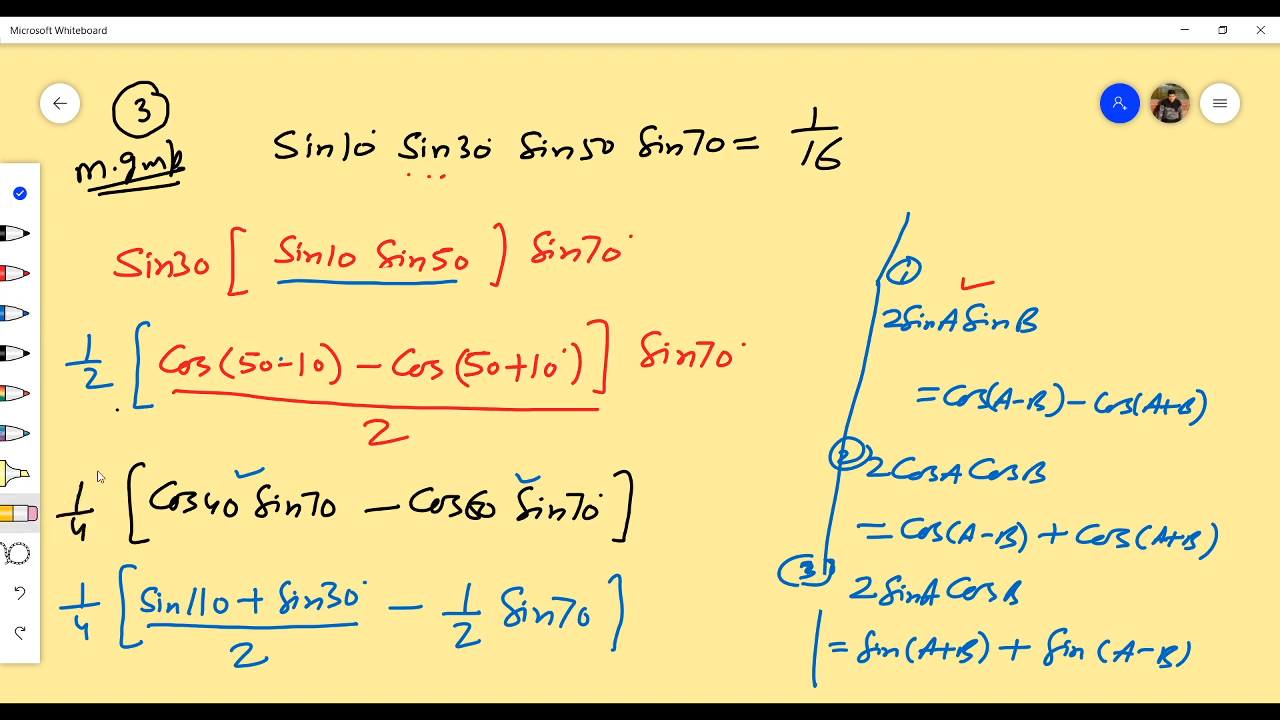 Microsoft Whiteboard
3
m.gmp
Sin10° Sin30° Sin50 Sin70 = 1/16
Sin30 [ Sin10 Sin50 ] Sin70°
1/2 [ (Cos(50-10) - Cos(50+10°))/2 ] Sin70°
1/4 [ Cos40 Sin70 - Cos60 Sin70° ]
1/4 [ (Sin110 + Sin30°)/2 - 1/2 Sin70 ]
1
2SinA SinB
= Cos(A-B) - Cos(A+B)
2
2CosA CosB
= Cos(A-B) + Cos(A+B)
3
2SinA CosB
= Sin(A+B) + Sin(A-B)